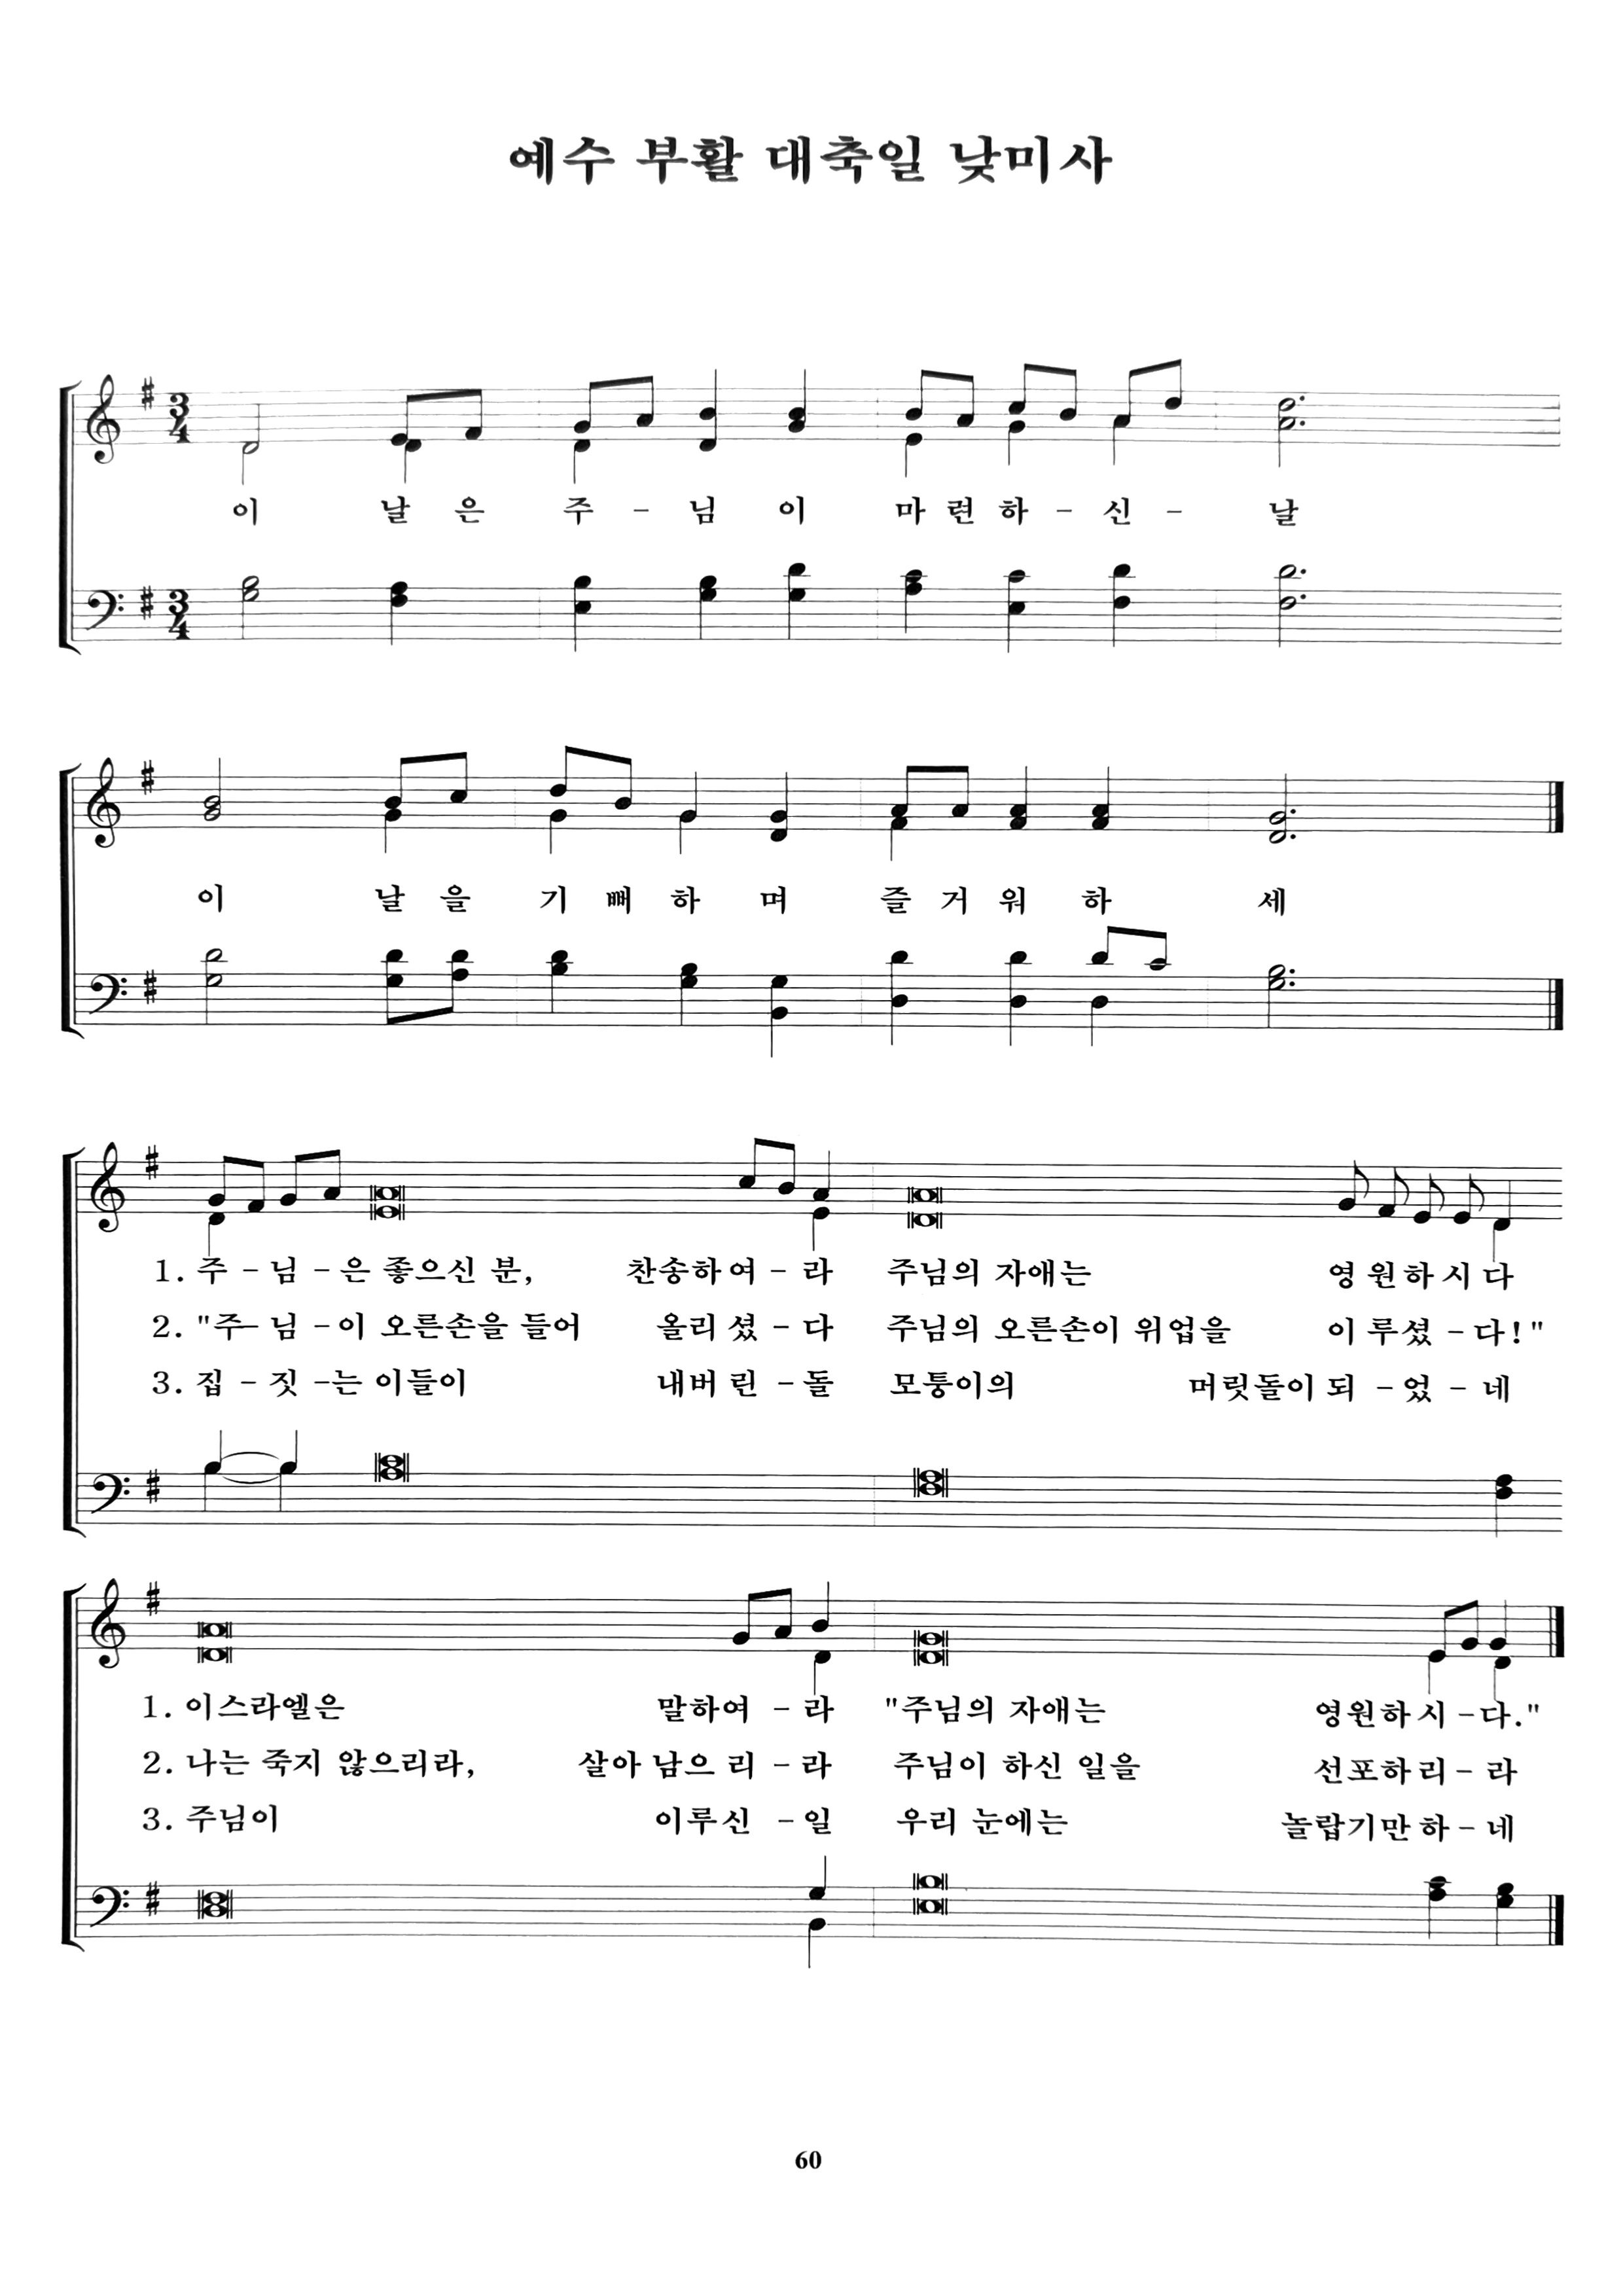 예수 부활 대축일 낮미사
이 날 은 주 - 님 이 마 련 하 - 신 - 날
이 날 을 기 뻐 하 며 즐 거 워 하 세
1. 주 - 님 - 은 좋으신 분, 찬송하 여 - 라 주님의 자애는 영 원 하 시 다
2. "주 - 님 - 이 오른손을 들어 올리 셨 - 다 주님의 오른손이 위업을 이 루 셨 - 다!"
3. 집 - 짓 - 는 이들이 내버 린 - 돌 모퉁이의 머릿돌이 되 - 었 - 네
1. 이스라엘은 말하여 - 라 "주님의 자애는 영원하 시 - 다."
2. 나는 죽지 않으리라, 살아 남으 리 - 라 주님이 하신 일을 선포하 리 - 라
3. 주님이 이루신 - 일 우리 눈에는 놀랍기만 하 - 네
60